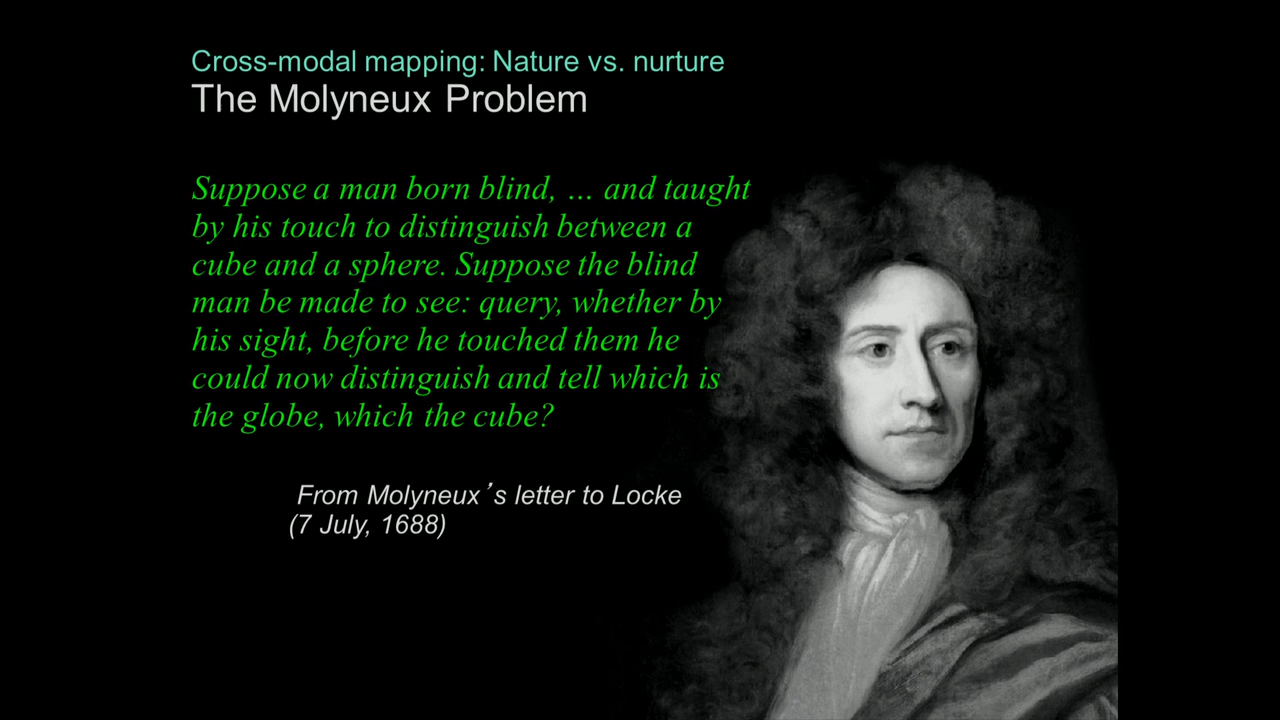 Cross-modal mapping: Nature vs. nurture
The Molyneux Problem
Suppose a man born blind, … and taught
by his touch to distinguish between a
cube and a sphere. Suppose the blind
man be made to see: query, whether by
his sight, before he touched them he
could now distinguish and tell which is
the globe, which the cube?
From Molyneux’s letter to Locke
(7 July, 1688)